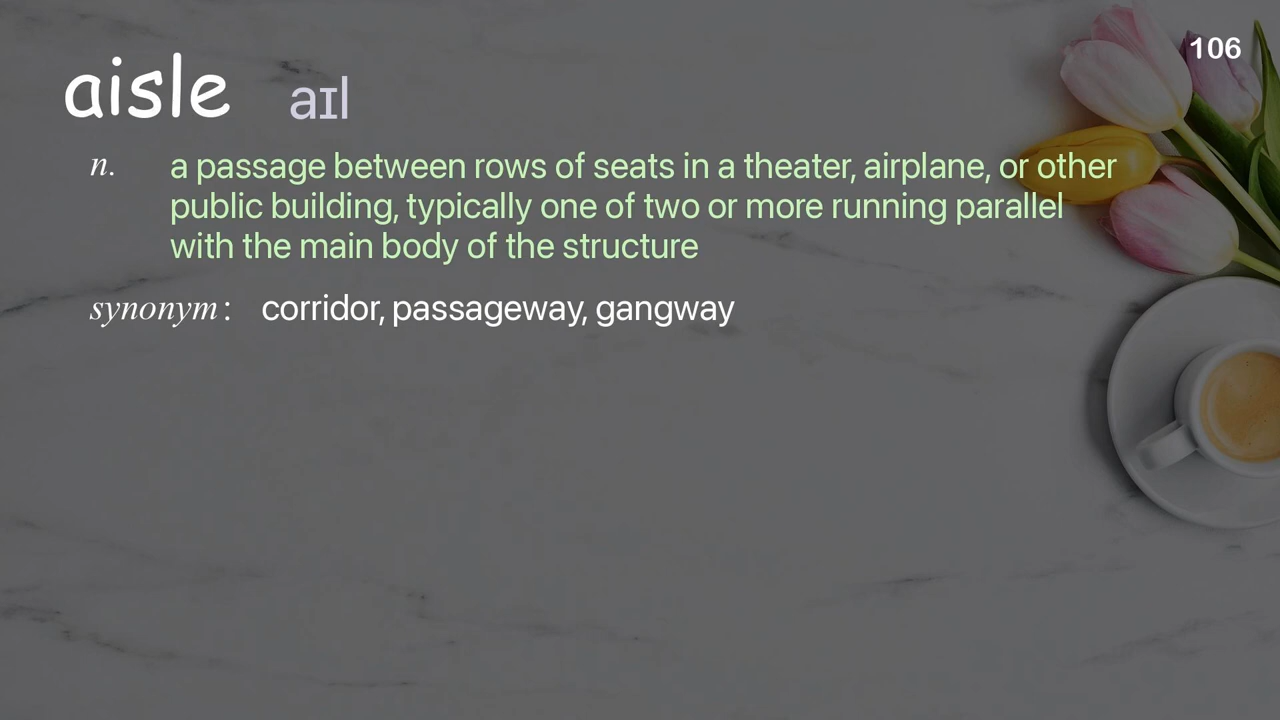 106
aisle aɪl
n. a passage between rows of seats in a theater, airplane, or other
public building, typically one of two or more running parallel
with the main body of the structure
synonym: corridor, passageway, gangway